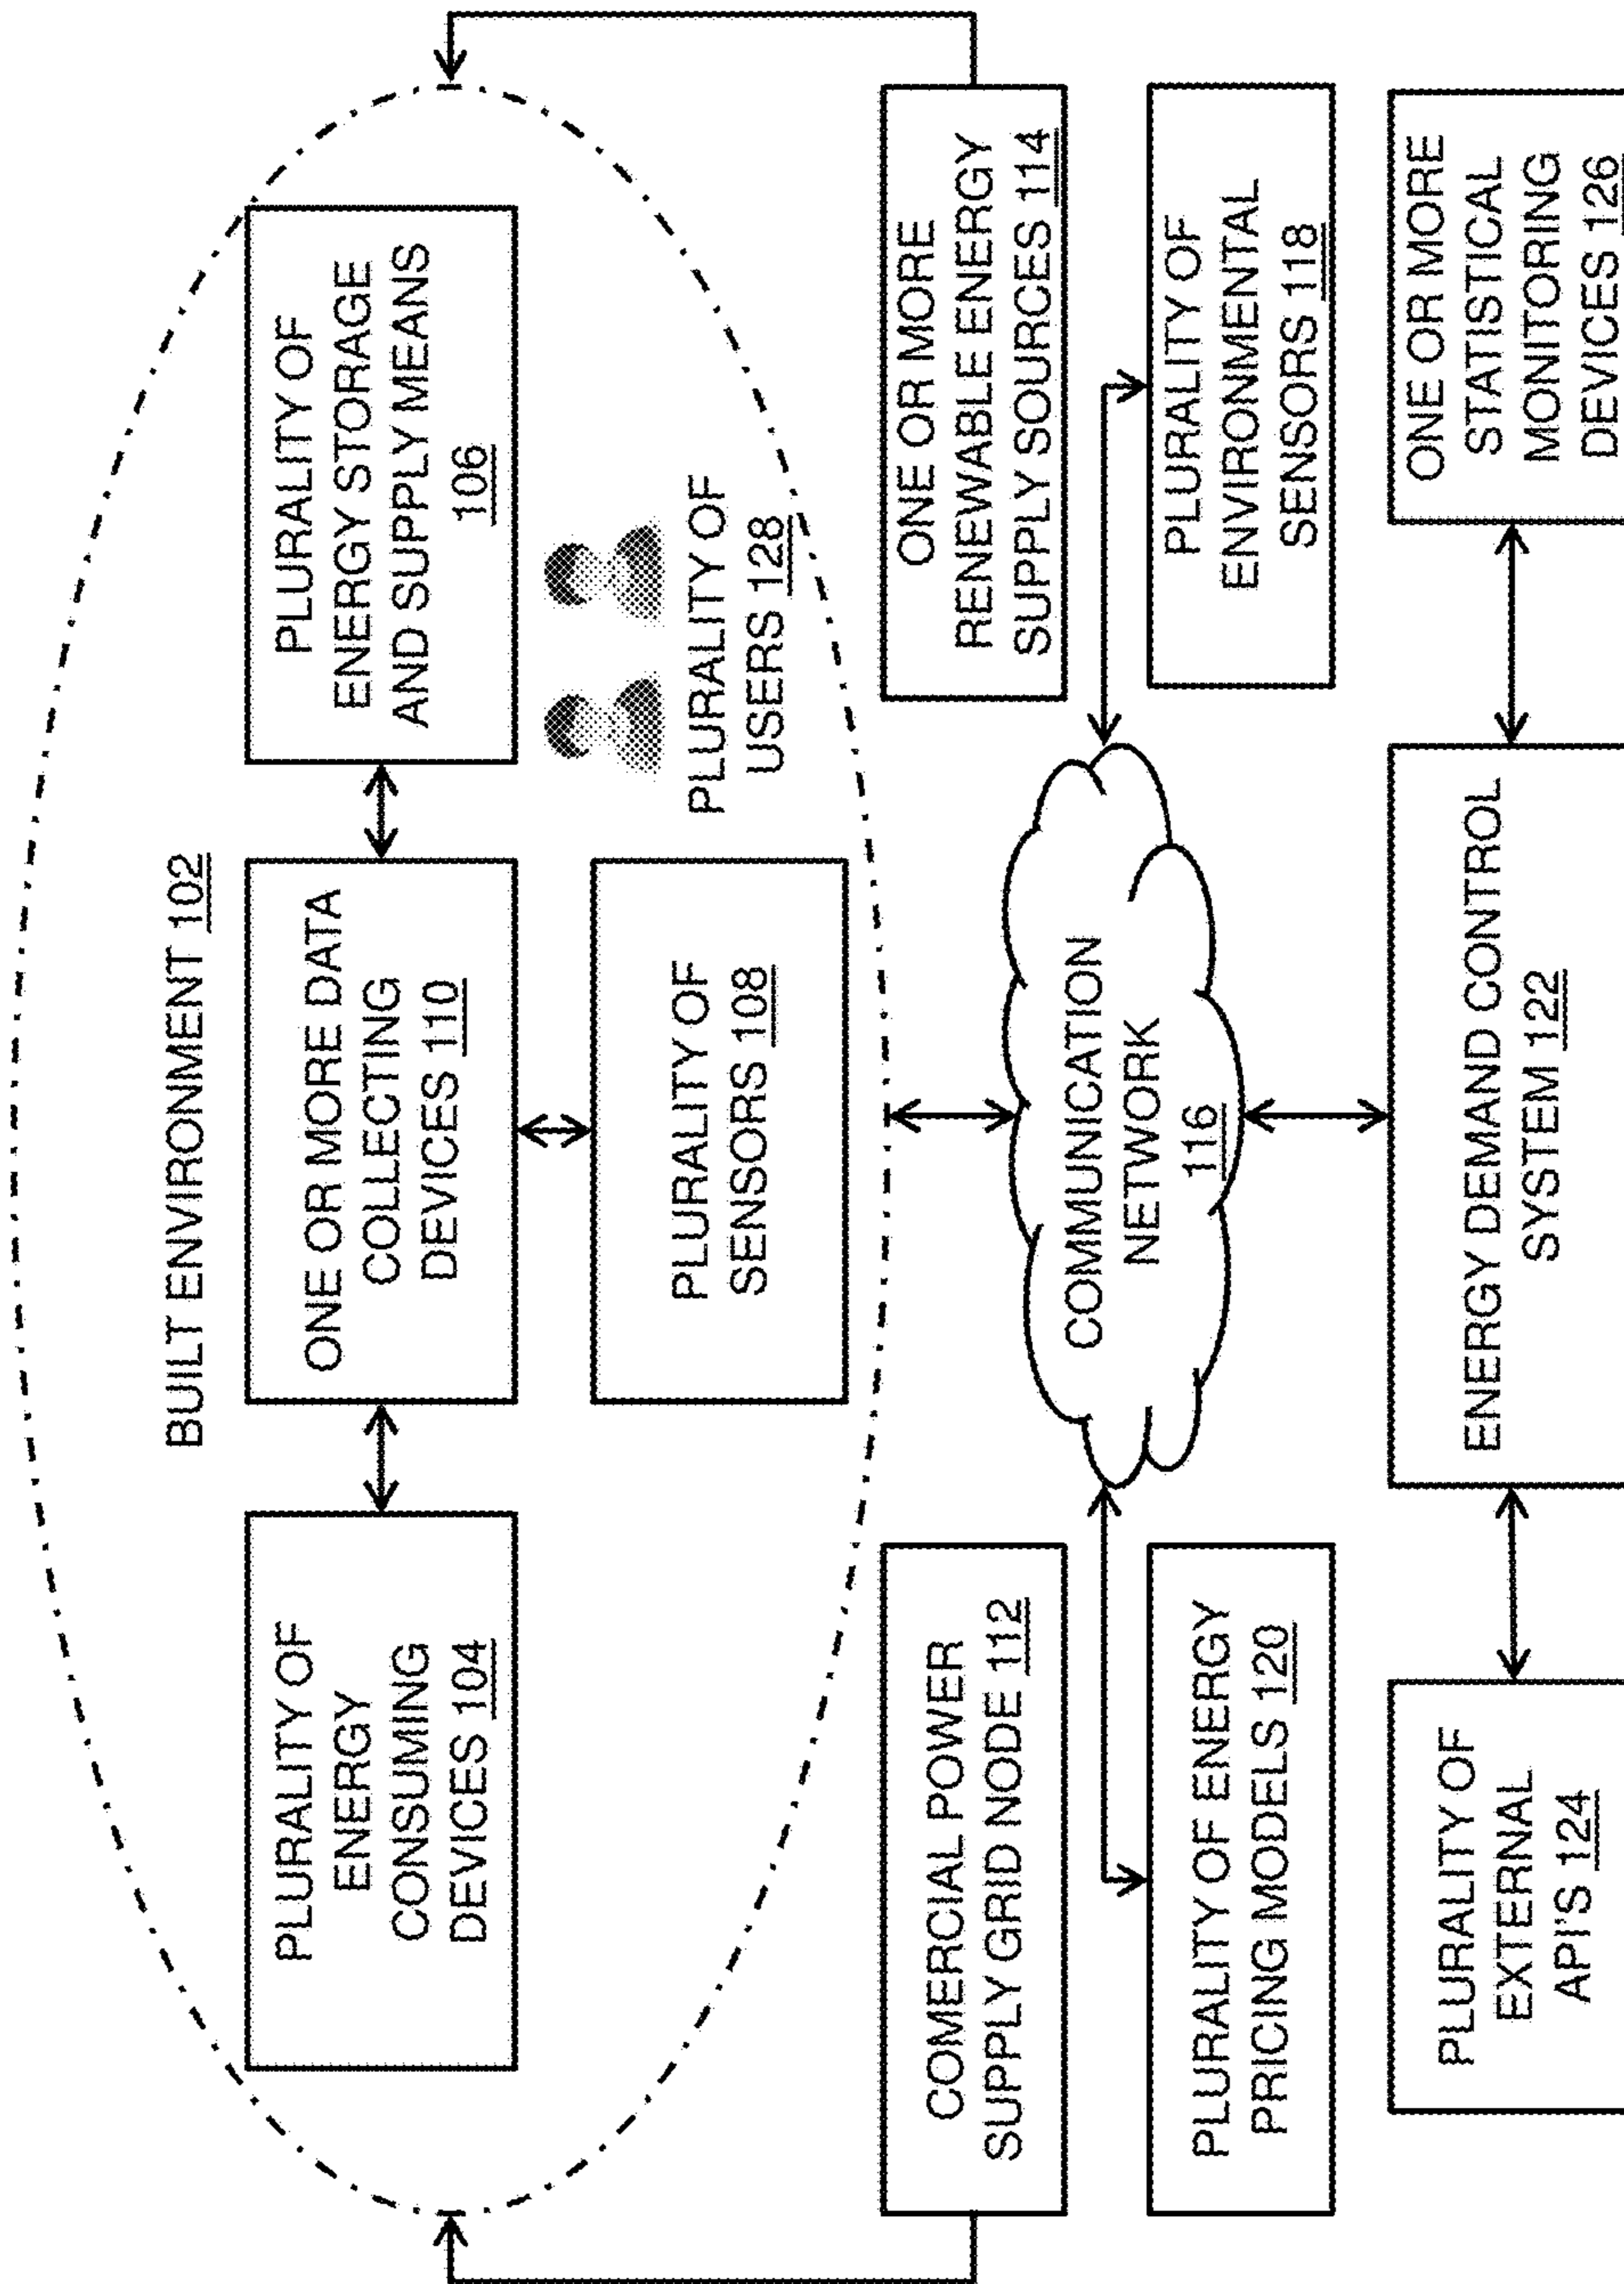 BUILT ENVIRONMENT 102
PLURALITY OF
ENERGY
CONSUMING
DEVICES 104
ONE OR MORE DATA
COLLECTING
DEVICES 110
PLURALITY OF
ENERGY STORAGE
AND SUPPLY MEANS
106
PLURALITY OF
SENSORS 108
PLURALITY OF
USERS 128
COMERCIAL POWER
SUPPLY GRID NODE 112
ONE OR MORE
RENEWABLE ENERGY
SUPPLY SOURCES 114
COMMUNICATION
NETWORK
116
PLURALITY OF ENERGY
PRICING MODELS 120
PLURALITY OF
ENVIRONMENTAL
SENSORS 118
PLURALITY OF
EXTERNAL
API'S 124
ENERGY DEMAND CONTROL
SYSTEM 122
ONE OR MORE
STATISTICAL
MONITORING
DEVICES 126